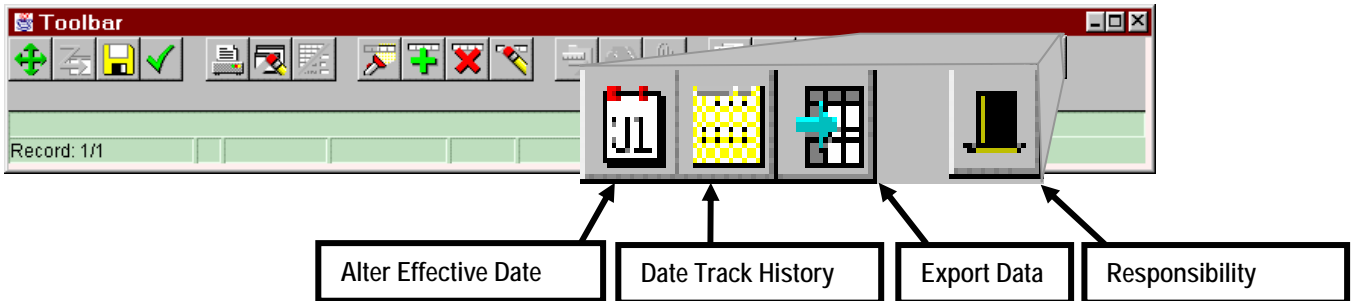 Toolbar
Record: 1/1
Alter Effective Date
Date Track History
Export Data
Responsibility